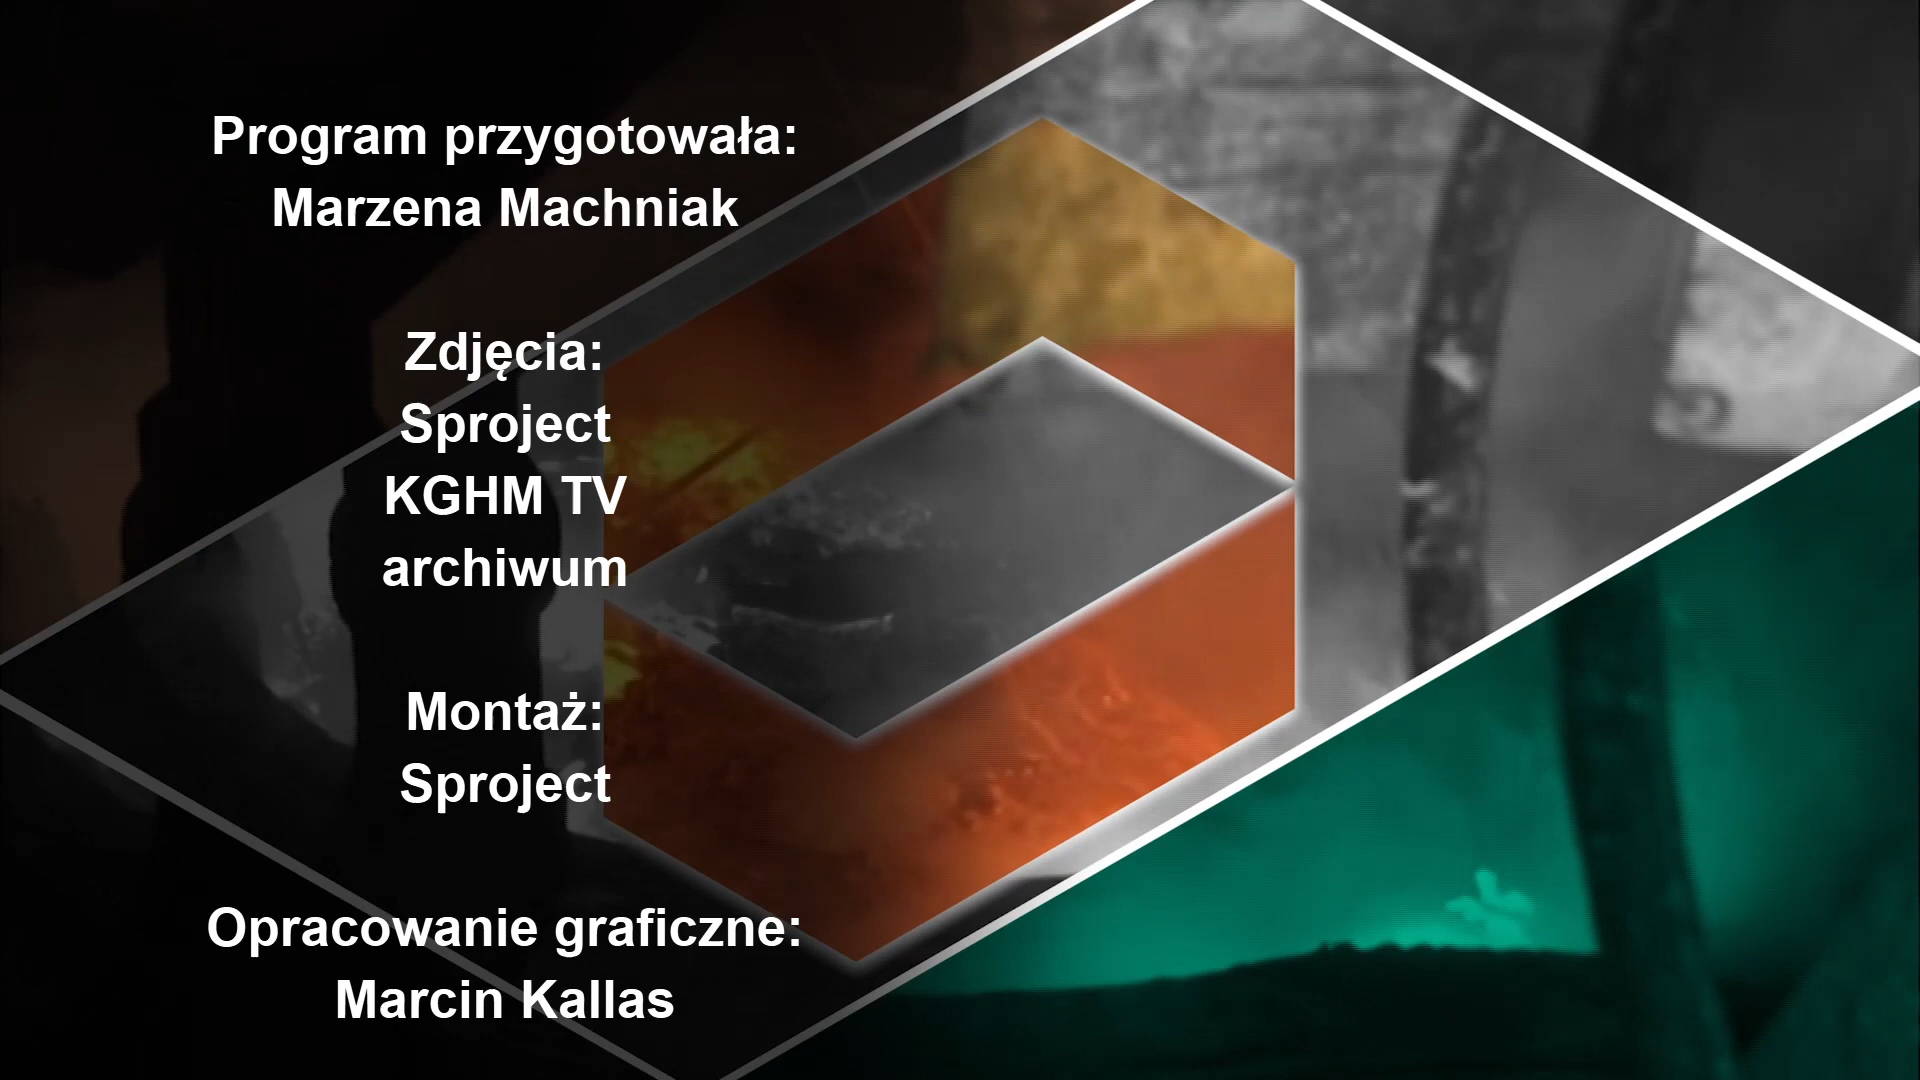 Program przygotowała:
Marzena Machniak
Zdjęcia:
Sproject
KGHM TV
archiwum
Montaż:
Sproject
Opracowanie graficzne:
Marcin Kallas